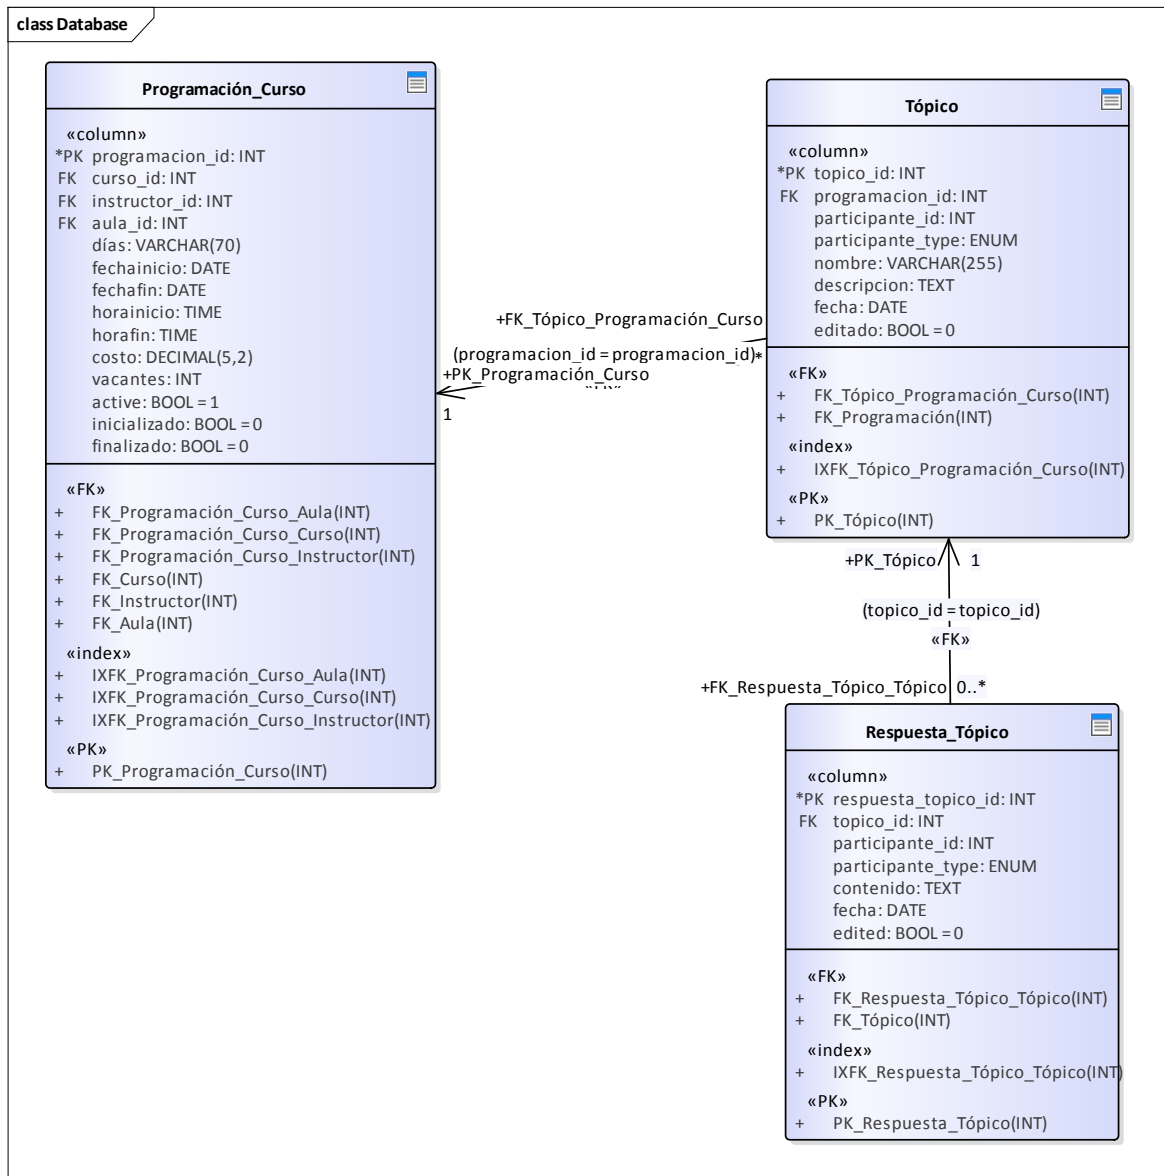 class Database
Programación_Curso
«column»
*PK programacion_id: INT
FK curso_id: INT
FK instructor_id: INT
FK aula_id: INT
días: VARCHAR(70)
fechainicio: DATE
fechafin: DATE
horainicio: TIME
horafin: TIME
costo: DECIMAL(5,2)
vacantes: INT
active: BOOL = 1
inicializado: BOOL = 0
finalizado: BOOL = 0
«FK»
+ FK_Programación_Curso_Aula(INT)
+ FK_Programación_Curso_Curso(INT)
+ FK_Programación_Curso_Instructor(INT)
+ FK_Curso(INT)
+ FK_Instructor(INT)
+ FK_Aula(INT)
«index»
+ IXFK_Programación_Curso_Aula(INT)
+ IXFK_Programación_Curso_Curso(INT)
+ IXFK_Programación_Curso_Instructor(INT)
«PK»
+ PK_Programación_Curso(INT)
+FK_Tópico_Programación_Curso
(programacion_id = programacion_id)*
+PK_Programación_Curso
1
Tópico
«column»
*PK topico_id: INT
FK programacion_id: INT
participante_id: INT
participante_type: ENUM
nombre: VARCHAR(255)
descripcion: TEXT
fecha: DATE
editado: BOOL = 0
«FK»
+ FK_Tópico_Programación_Curso(INT)
+ FK_Programación(INT)
«index»
+ IXFK_Tópico_Programación_Curso(INT)
«PK»
+ PK_Tópico(INT)
+PK_Tópico 1
(topico_id = topico_id)
«FK»
+FK_Respuesta_Tópico_Tópico 0..*
Respuesta_Tópico
«column»
*PK respuesta_topico_id: INT
FK topico_id: INT
participante_id: INT
participante_type: ENUM
contenido: TEXT
fecha: DATE
edited: BOOL = 0
«FK»
+ FK_Respuesta_Tópico_Tópico(INT)
+ FK_Tópico(INT)
«index»
+ IXFK_Respuesta_Tópico_Tópico(INT)
«PK»
+ PK_Respuesta_Tópico(INT)